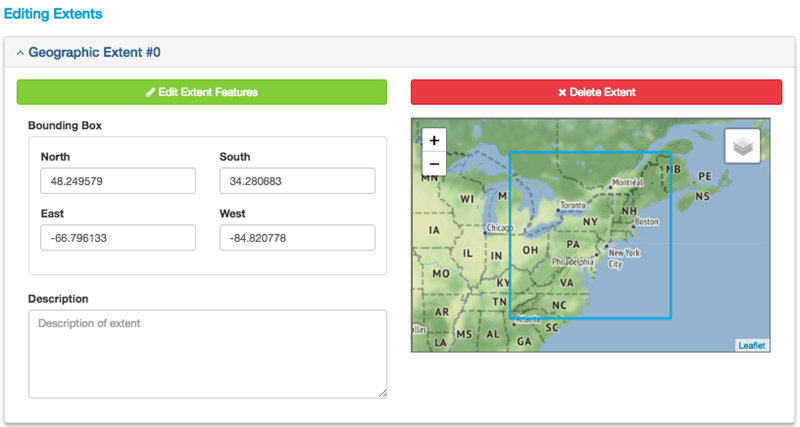 Editing Extents
Geographic Extent #0
Edit Extent Features
Delete Extent
Bounding Box
North
South
48.249579
34.280683
East
West
-66.796133
-84.820778
Description
Description of extent
+
−
MN
WI
M
Toronto
Montréal
NB
PE
NS
IA
Chicago
NY
NH
Boston
IL
IN
OH
PA
New York
City
Philadelphia
MO
KY
VA
TN
NC
AR
Atlanta
SC
llas
LA
MS
AL
GA
Leaflet